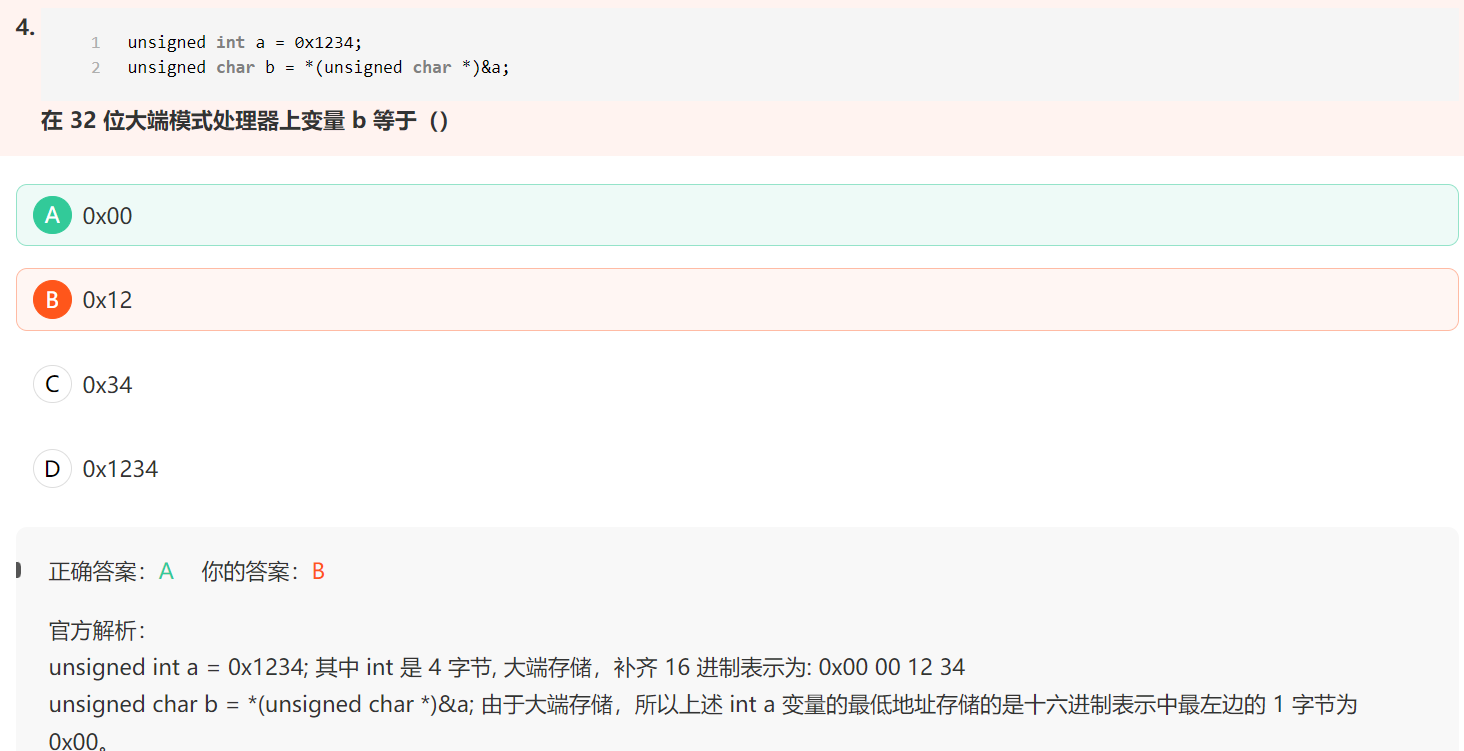 4.
1 unsigned int a = 0x1234;
2 unsigned char b = *(unsigned char *)&a;
在 32 位大端模式处理器上变量 b 等于（）
A 0x00
B 0x12
C 0x34
D 0x1234
正确答案：A 你的答案：B
官方解析：
unsigned int a = 0x1234; 其中 int 是 4 字节, 大端存储，补齐 16 进制表示为: 0x00 00 12 34
unsigned char b = *(unsigned char *)&a; 由于大端存储，所以上述 int a 变量的最低地址存储的是十六进制表示中最左边的 1 字节为
0x00。